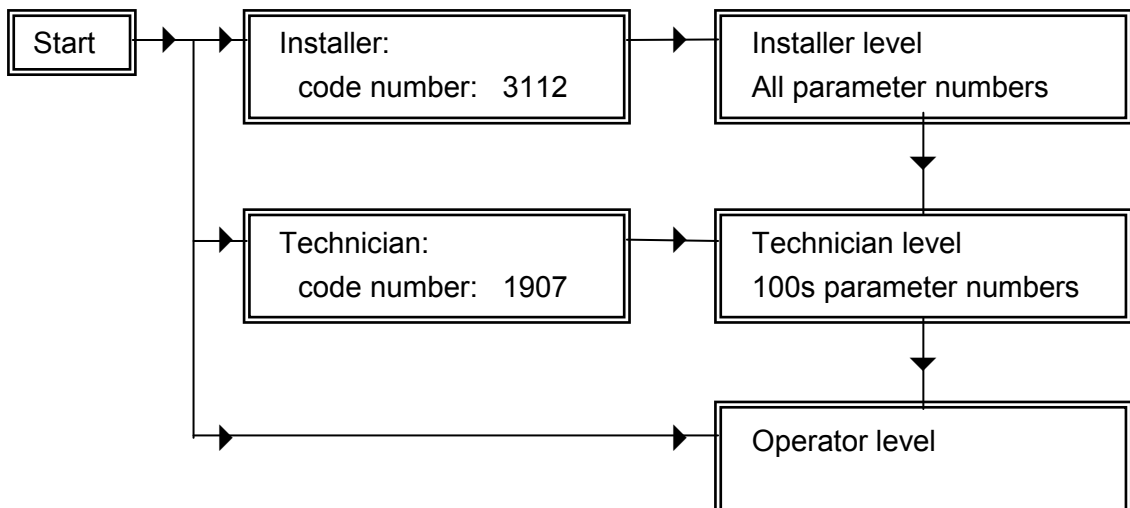 Start
Installer:
code number: 3112
Installer level
All parameter numbers
Technician:
code number: 1907
Technician level
100s parameter numbers
Operator level